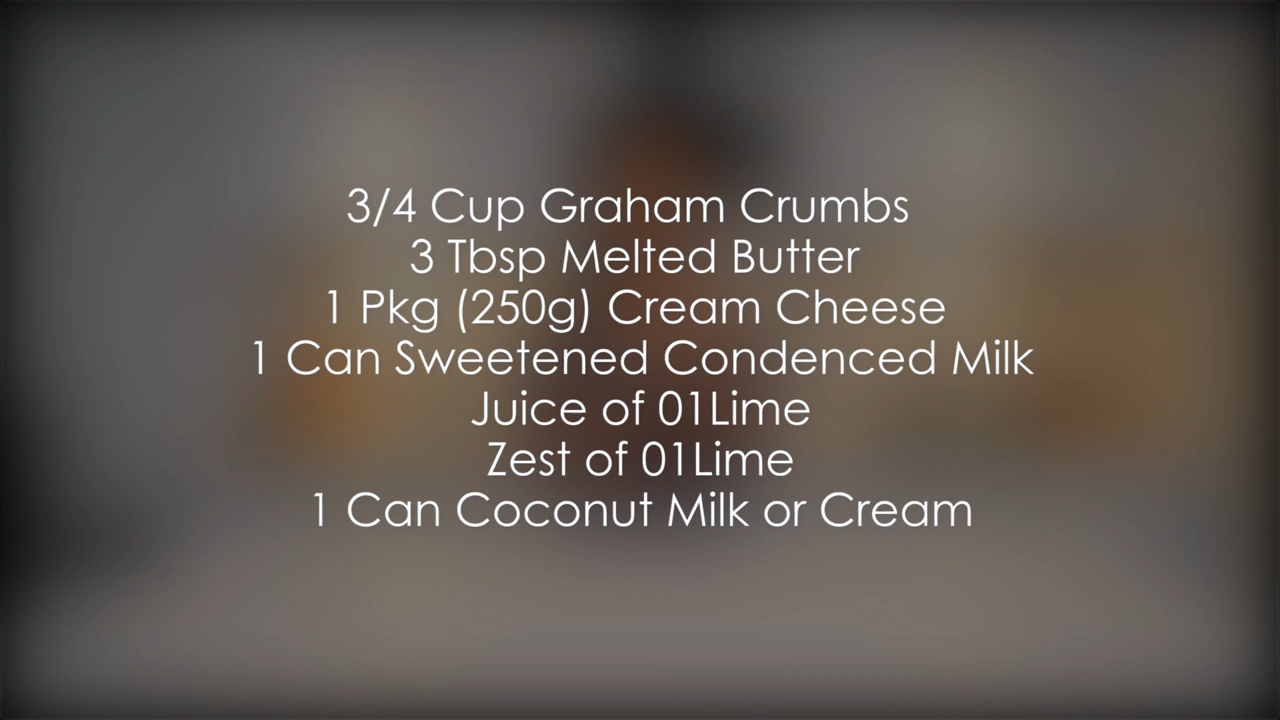 3/4 Cup Graham Crumbs
3 Tbsp Melted Butter
1 Pkg (250g) Cream Cheese
1 Can Sweetened Condenced Milk
Juice of 01Lime
Zest of 01Lime
1 Can Coconut Milk or Cream